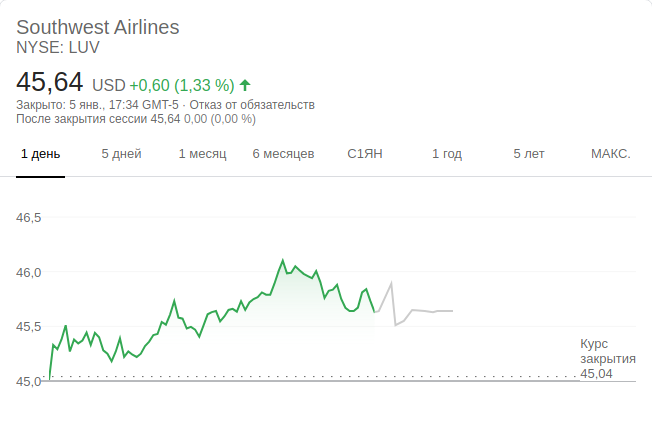 Southwest Airlines
NYSE: LUV
45,64 USD +0,60 (1,33 %)
Закрыто: 5 янв., 17:34 GMT-5 · Отказ от обязательств
После закрытия сессии 45,64 0,00 (0,00 %)
1 день 5 дней 1 месяц 6 месяцев С1ЯН 1 год 5 лет МАКС.
46,5
46,0
45,5
Курс
закрытия
45,04
45,0